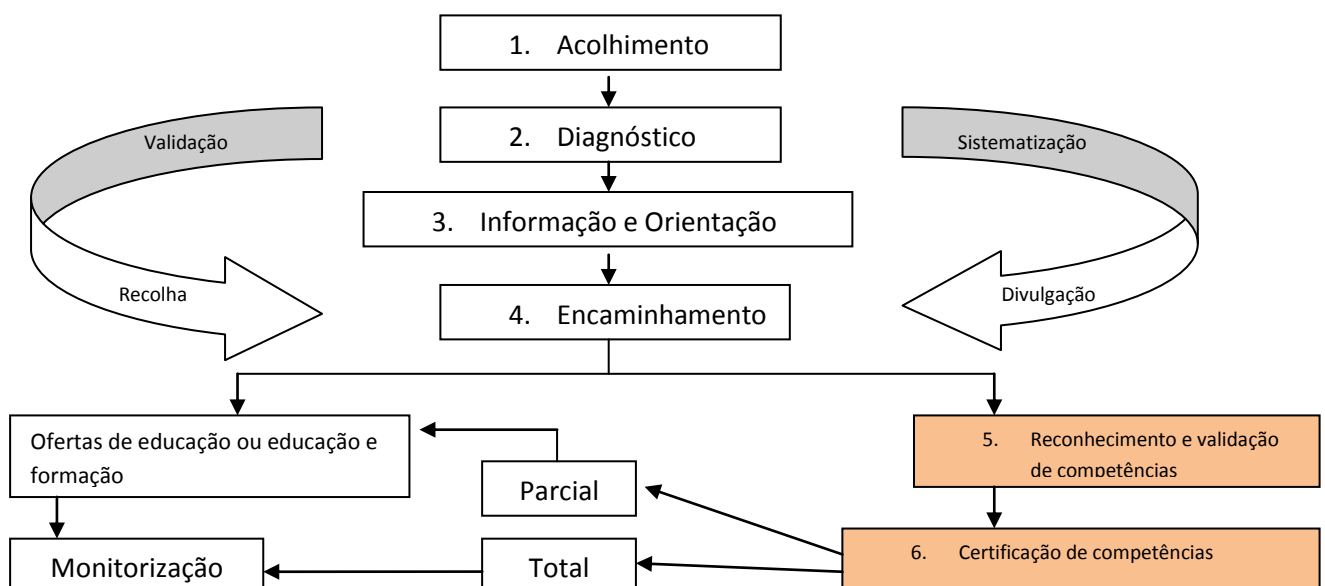 1. Acolhimento
Validação
2. Diagnóstico
Sistematização
3. Informação e Orientação
Recolha
4. Encaminhamento
Divulgação
Ofertas de educação ou educação e
formação
Parcial
5. Reconhecimento e validação
de competências
Monitorização
Total
6. Certificação de competências